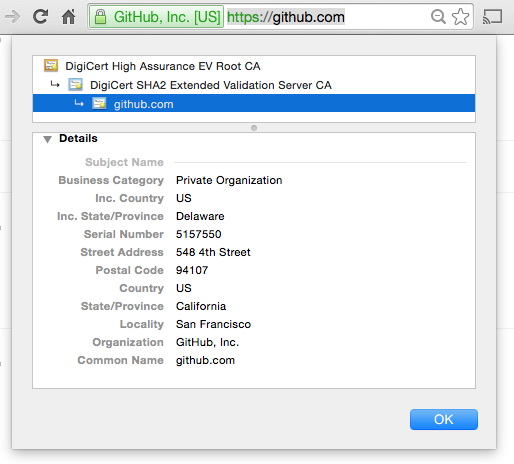 GitHub, Inc. [US] https://github.com
DigiCert High Assurance EV Root CA
DigiCert SHA2 Extended Validation Server CA
github.com
Details
Subject Name
Business Category Private Organization
Inc. Country US
Inc. State/Province Delaware
Serial Number 5157550
Street Address 548 4th Street
Postal Code 94107
Country US
State/Province California
Locality San Francisco
Organization GitHub, Inc.
Common Name github.com
OK